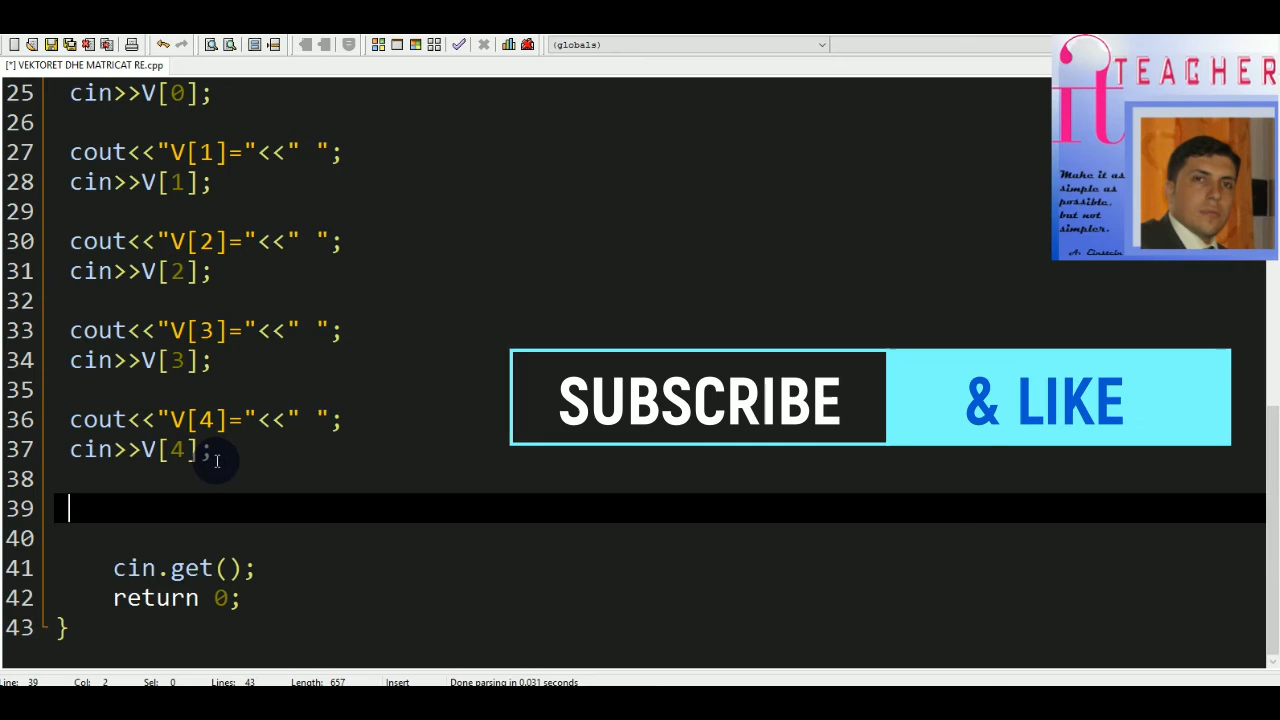 (globals)
[*] VEKTORET DHE MATRICAT RE.cpp
25 cin>>V[0];
26
27 cout<<"V[1]="<<" ";
28 cin>>V[1];
29
30 cout<<"V[2]="<<" ";
31 cin>>V[2];
32
33 cout<<"V[3]="<<" ";
34 cin>>V[3];
35
36 cout<<"V[4]="<<" ";
37 cin>>V[4];
38
39
40
41 cin.get();
42 return 0;
43 }
it TEACHER
Make it as
simple as
possible,
but not
simpler.
A. Einstein
SUBSCRIBE & LIKE
Line: 39 Col: 2 Sel: 0 Lines: 43 Length: 657 Insert Done parsing in 0.031 seconds